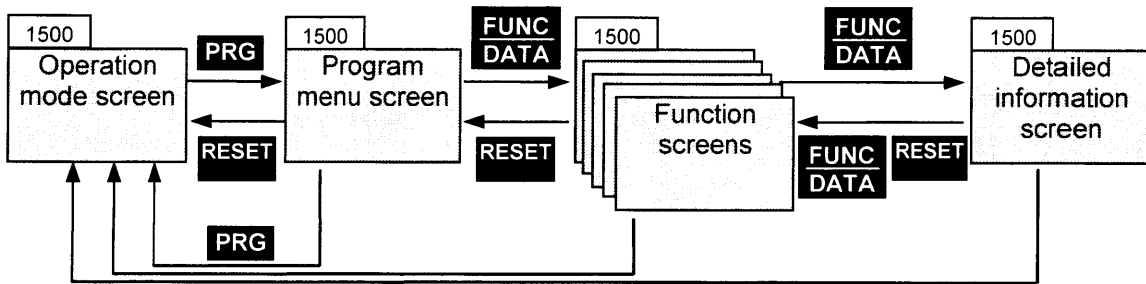 1500
Operation
mode screen
PRG
RESET
1500
Program
menu screen
FUNC
DATA
RESET
1500
Function
screens
FUNC
DATA
FUNC
DATA
RESET
1500
Detailed
information
screen
PRG